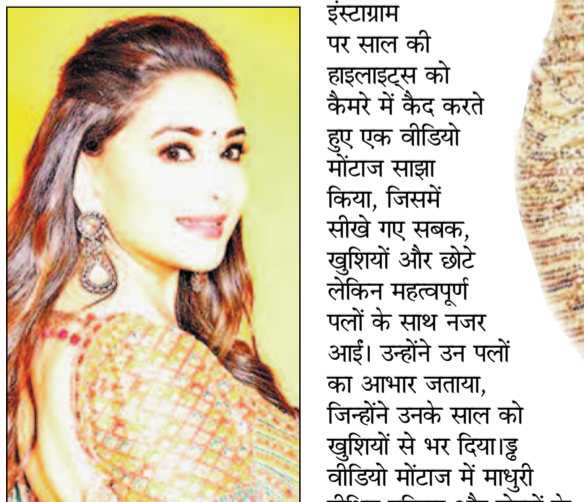 इंस्टाग्राम
पर साल की
हाइलाइट्स को
कैमरे में कैद करते
हुए एक वीडियो
मोंटाज साझा
किया, जिसमें
सीखे गए सबक,
खुशियों और छोटे
लेकिन महत्वपूर्ण
पलों के साथ नजर
आईं। उन्होंने उन पलों
का आभार जताया,
जिन्होंने उनके साल को
खुशियों से भर दिया।ड्ढ
वीडियो मोंटाज में माधुरी